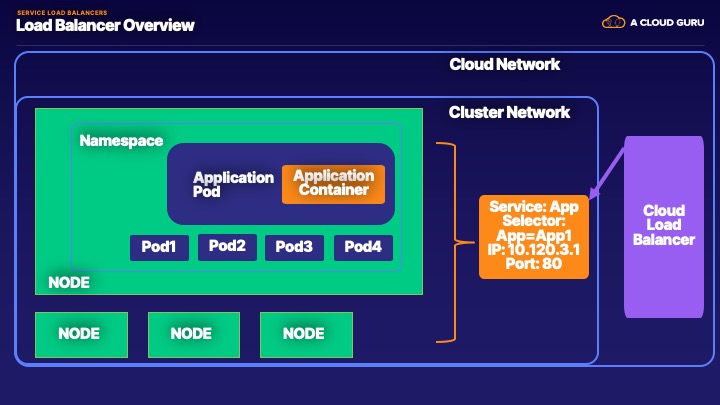 SERVICE LOAD BALANCERS
Load Balancer Overview
A CLOUD GURU
Cloud Network
Cluster Network
Namespace
Application
Pod
Application
Container
Pod1
Pod2
Pod3
Pod4
NODE
NODE
NODE
NODE
Service: App
Selector:
App=App1
IP: 10.120.3.1
Port: 80
Cloud
Load
Balancer